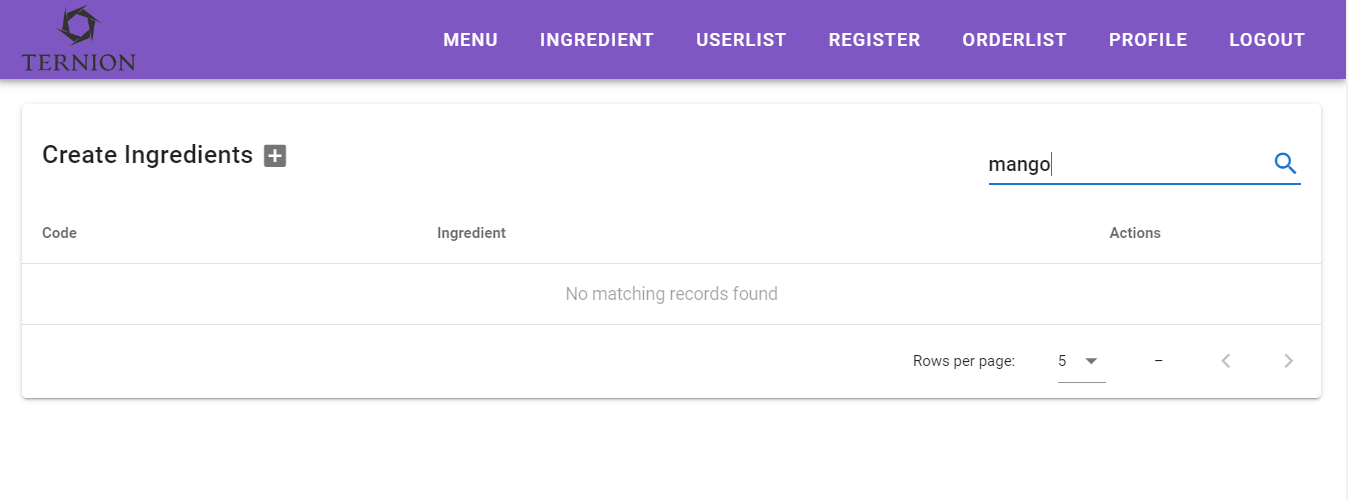 TERNION
MENU INGREDIENT USERLIST REGISTER ORDERLIST PROFILE LOGOUT
Create Ingredients
mango
Code Ingredient Actions
No matching records found
Rows per page: 5 –